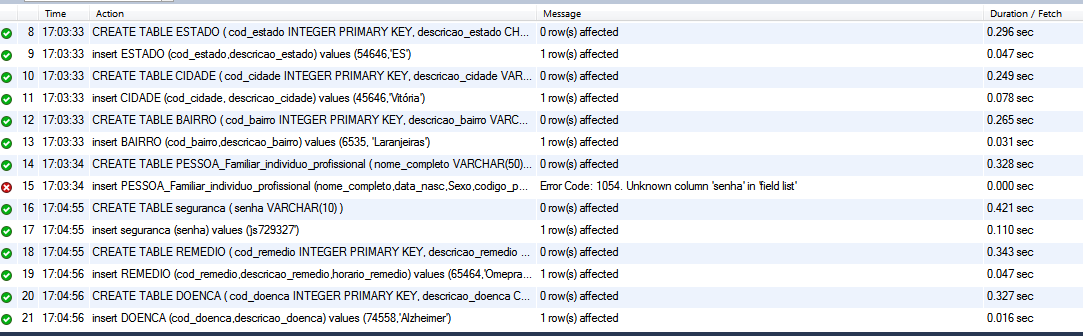 Time Action Message Duration / Fetch
8 17:03:33 CREATE TABLE ESTADO ( cod_estado INTEGER PRIMARY KEY, descricao_estado CH... 0 row(s) affected 0.296 sec
9 17:03:33 insert ESTADO (cod_estado,descricao_estado) values (54646,'ES') 1 row(s) affected 0.047 sec
10 17:03:33 CREATE TABLE CIDADE ( cod_cidade INTEGER PRIMARY KEY, descricao_cidade VAR... 0 row(s) affected 0.249 sec
11 17:03:33 insert CIDADE (cod_cidade, descricao_cidade) values (45646,'Vitória') 1 row(s) affected 0.078 sec
12 17:03:33 CREATE TABLE BAIRRO ( cod_bairro INTEGER PRIMARY KEY, descricao_bairro VARC... 0 row(s) affected 0.265 sec
13 17:03:33 insert BAIRRO (cod_bairro,descricao_bairro) values (6535, 'Laranjeiras') 1 row(s) affected 0.031 sec
14 17:03:34 CREATE TABLE PESSOA_Familiar_individuo_profissional ( nome_completo VARCHAR(50)... 0 row(s) affected 0.328 sec
15 17:03:34 insert PESSOA_Familiar_individuo_profissional (nome_completo,data_nasc,Sexo,codigo_p... Error Code: 1054. Unknown column 'senha' in 'field list' 0.000 sec
16 17:04:55 CREATE TABLE seguranca ( senha VARCHAR(10) ) 0 row(s) affected 0.421 sec
17 17:04:55 insert seguranca (senha) values ('js729327') 1 row(s) affected 0.110 sec
18 17:04:55 CREATE TABLE REMEDIO ( cod_remedio INTEGER PRIMARY KEY, descricao_remedio ... 0 row(s) affected 0.343 sec
19 17:04:56 insert REMEDIO (cod_remedio,descricao_remedio,horario_remedio) values (65464,'Omepra... 1 row(s) affected 0.047 sec
20 17:04:56 CREATE TABLE DOENCA ( cod_doenca INTEGER PRIMARY KEY, descricao_doenca C... 0 row(s) affected 0.327 sec
21 17:04:56 insert DOENCA (cod_doenca,descricao_doenca) values (74558,'Alzheimer') 1 row(s) affected 0.016 sec